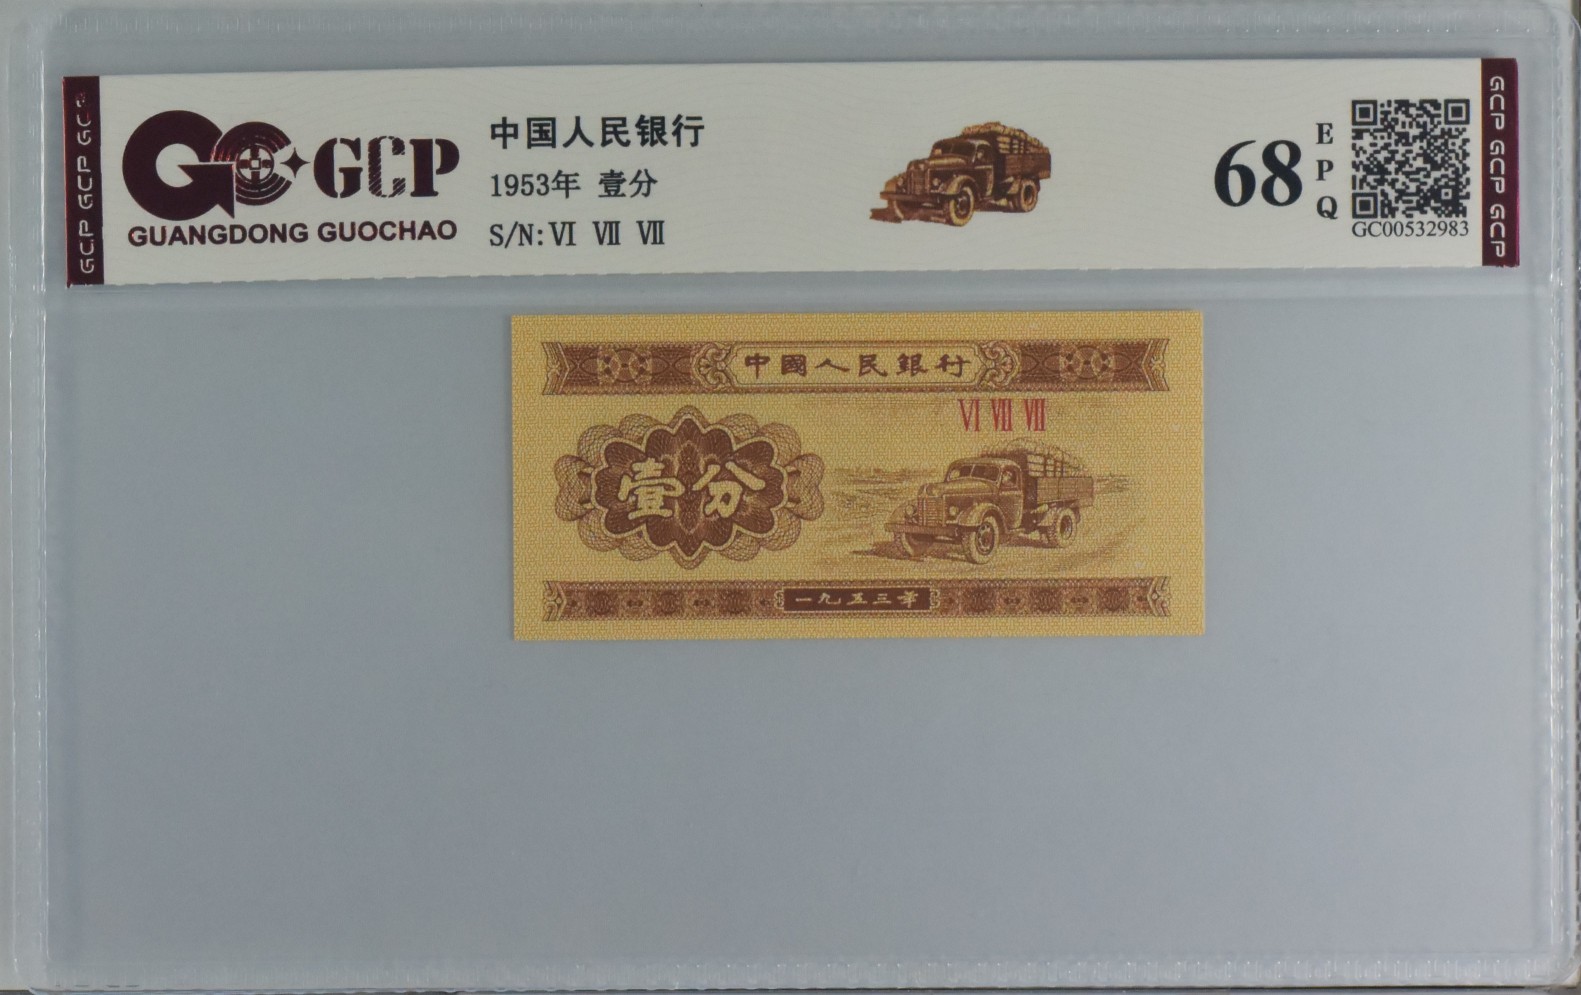 GCP GCP GCP
GCP
GUANGDONG GUOCHAO
中国人民银行
1953年 壹分
S/N: Ⅵ Ⅶ Ⅶ
68
E
P
Q
GC00532983
GCP GCP GCP
中國人民銀行
Ⅵ Ⅶ Ⅶ
壹分
一九五三年